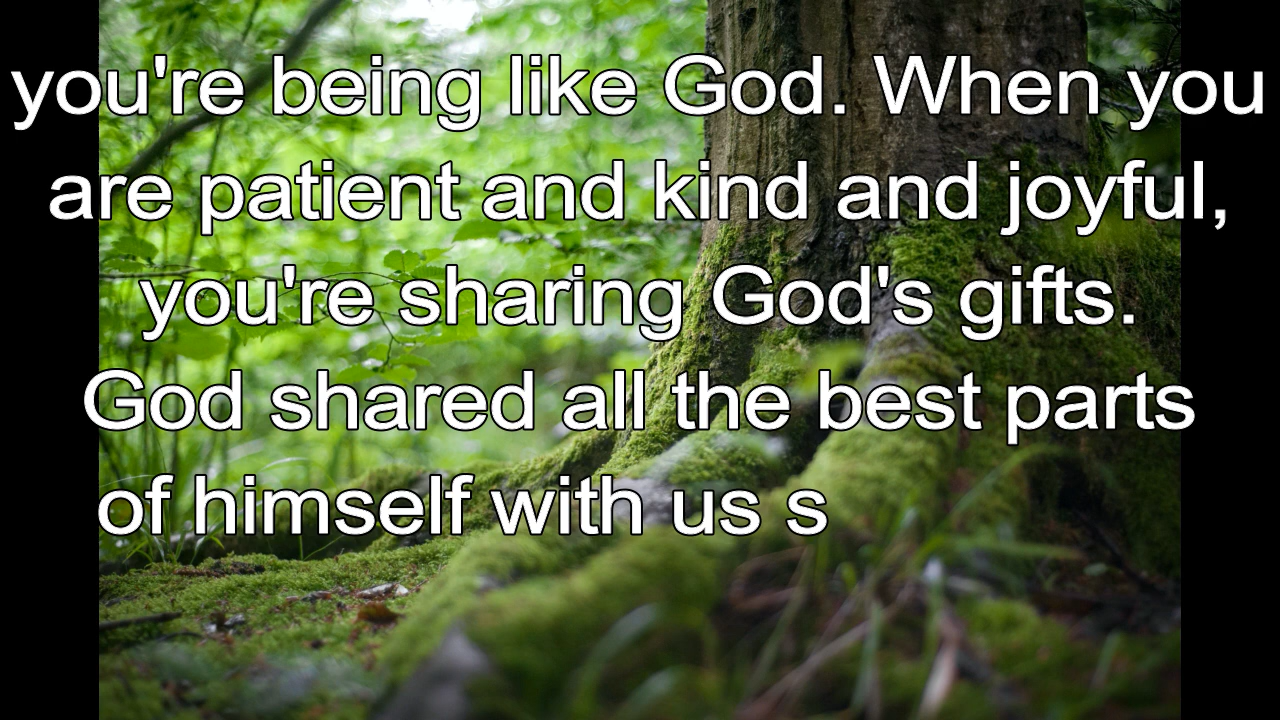 you're being like God. When you
are patient and kind and joyful,
you're sharing God's gifts.
God shared all the best parts
of himself with us s